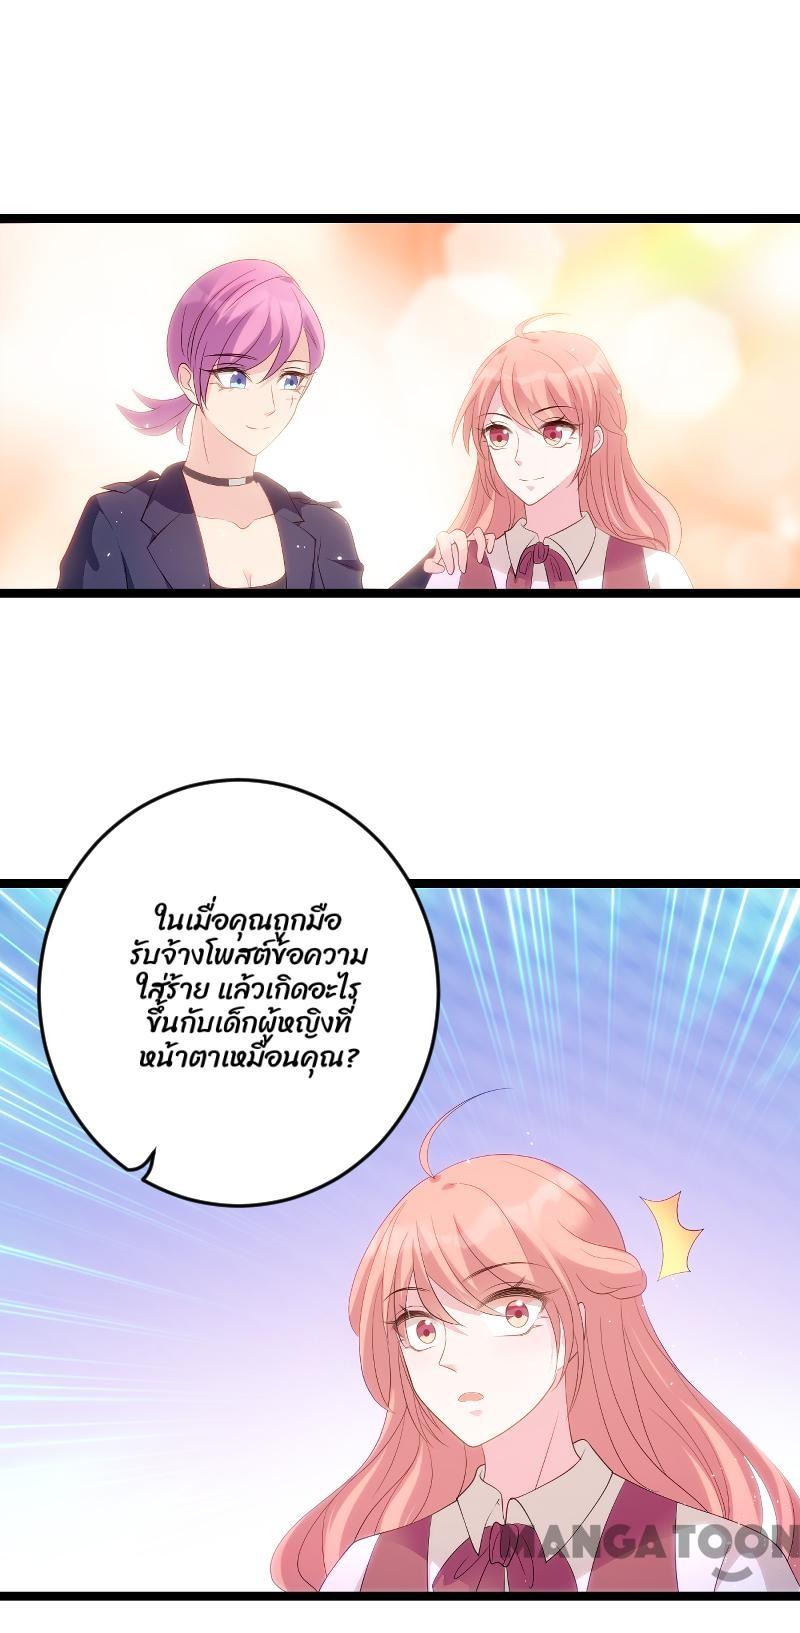 ในเมื่อคุณถูกมือ
รับจ้างโพสต์ข้อความ
ใส่ร้าย แล้วเกิดอะไร
ขึ้นกับเด็กผู้หญิงที่
หน้าตาเหมือนคุณ?
MANGATOON